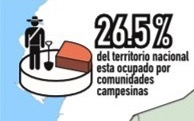 26.5%
del territorio nacional
esta ocupado por
comunidades
campesinas